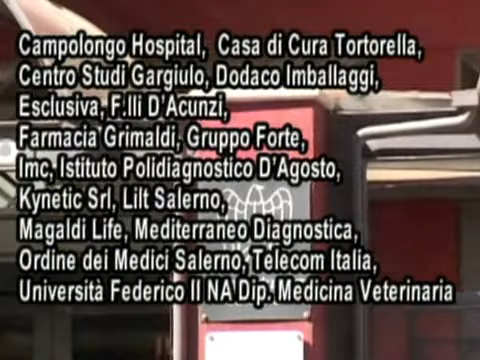 Campolongo Hospital, Casa di Cura Tortorella,
Centro Studi Gargiulo, Dodaco Imballaggi,
Esclusiva, F.lli D'Acunzi,
Farmacia Grimaldi, Gruppo Forte,
Imc, Istituto Polidiagnostico D'Agosto,
Kynetic Srl, Lilt Salerno,
Magaldi Life, Mediterraneo Diagnostica,
Ordine dei Medici Salerno, Telecom Italia,
Università Federico II NA Dip. Medicina Veterinaria